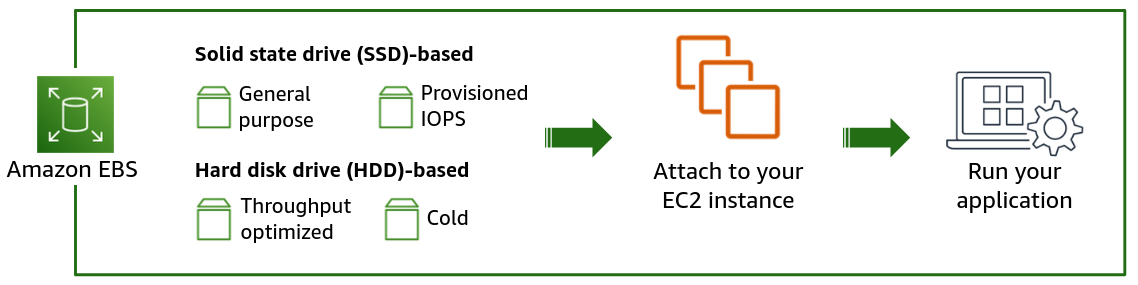 Amazon EBS
Solid state drive (SSD)-based
General
purpose
Provisioned
IOPS
Hard disk drive (HDD)-based
Throughput
optimized
Cold
Attach to your
EC2 instance
Run your
application